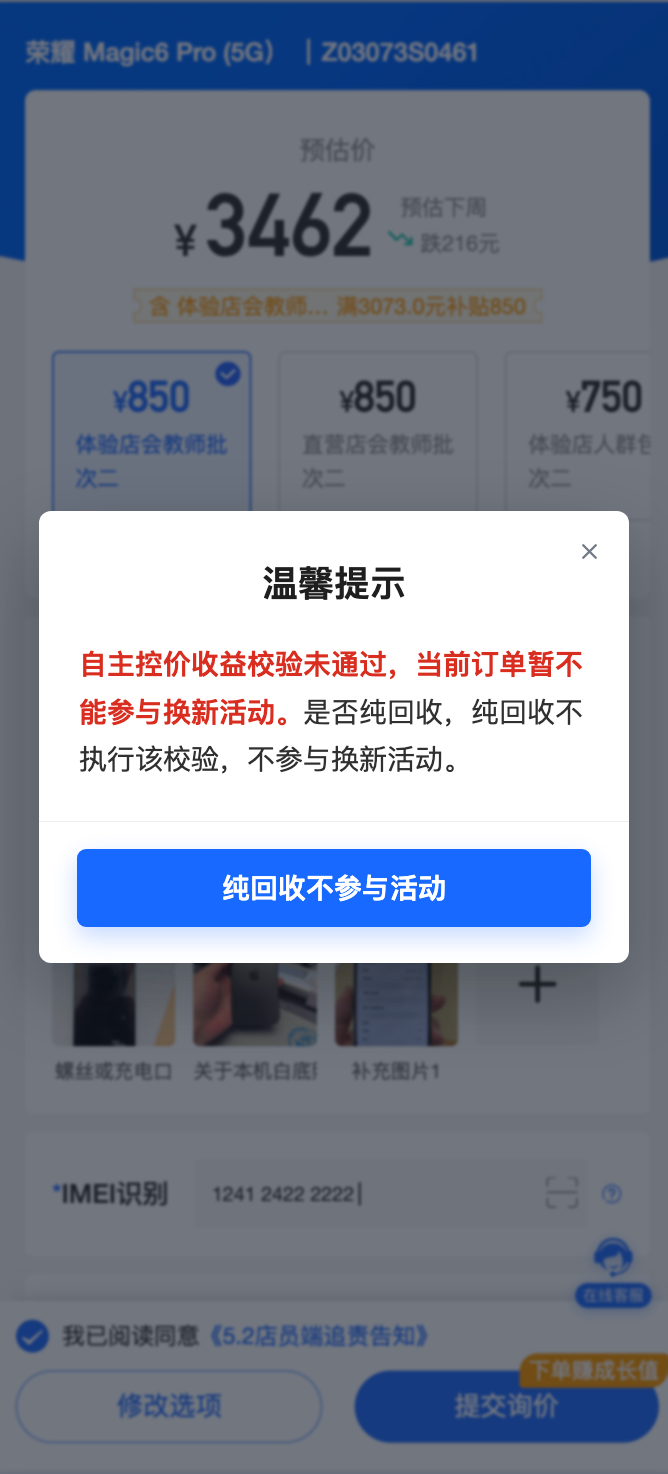 荣耀 Magic6 Pro (5G) ｜Z03073S0461
预估价
¥3462
预估下周
跌216元
含 体验店会教师... 满3073.0元补贴850
¥850
体验店会教师批
次二
¥850
直营店会教师批
次二
¥750
体验店人群包
次二
温馨提示
自主控价收益校验未通过，当前订单暂不
能参与换新活动。是否纯回收，纯回收不
执行该校验，不参与换新活动。
纯回收不参与活动
螺丝或充电口
关于本机白底
补充图片1
*IMEI识别
1241 2422 2222
在线客服
我已阅读同意《5.2店员端追责告知》
下单赚成长值
修改选项
提交询价